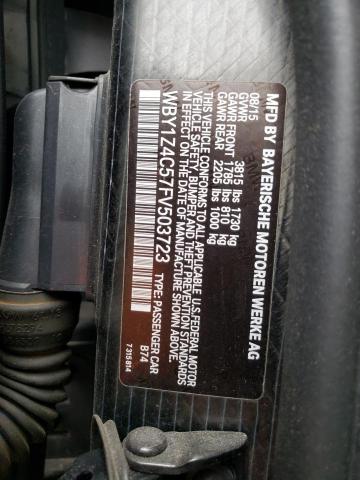 MFD BY BAYERISCHE MOTOREN WERKE AG
08/15 3815 lbs 1730 kg
GAWR FRONT 1785 lbs 810 kg
GAWR REAR 2205 lbs 1000 kg
THIS VEHICLE CONFORMS TO ALL APPLICABLE U.S.FEDERAL MOTOR
VEHICLE SAFETY, BUMPER AND THEFT PREVENTION STANDARDS
IN EFFECT ON THE DATE OF MANUFACTURE SHOWN ABOVE.
WBY1Z4C57FV503723 TYPE: PASSENGER CAR
B74
7 315 814